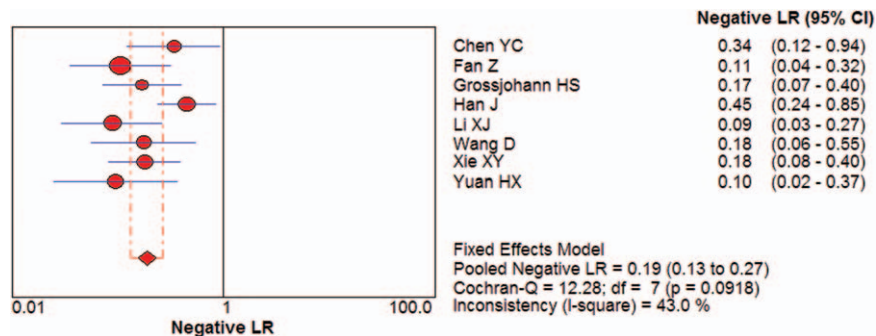 Negative LR (95% CI)
Chen YC 0.34 (0.12 - 0.94)
Fan Z 0.11 (0.04 - 0.32)
Grossjohann HS 0.17 (0.07 - 0.40)
Han J 0.45 (0.24 - 0.85)
Li XJ 0.09 (0.03 - 0.27)
Wang D 0.18 (0.06 - 0.55)
Xie XY 0.18 (0.08 - 0.40)
Yuan HX 0.10 (0.02 - 0.37)
Fixed Effects Model
Pooled Negative LR = 0.19 (0.13 to 0.27)
Cochran-Q = 12.28; df = 7 (p = 0.0918)
Inconsistency (I-square) = 43.0 %
0.01 1 100.0
Negative LR